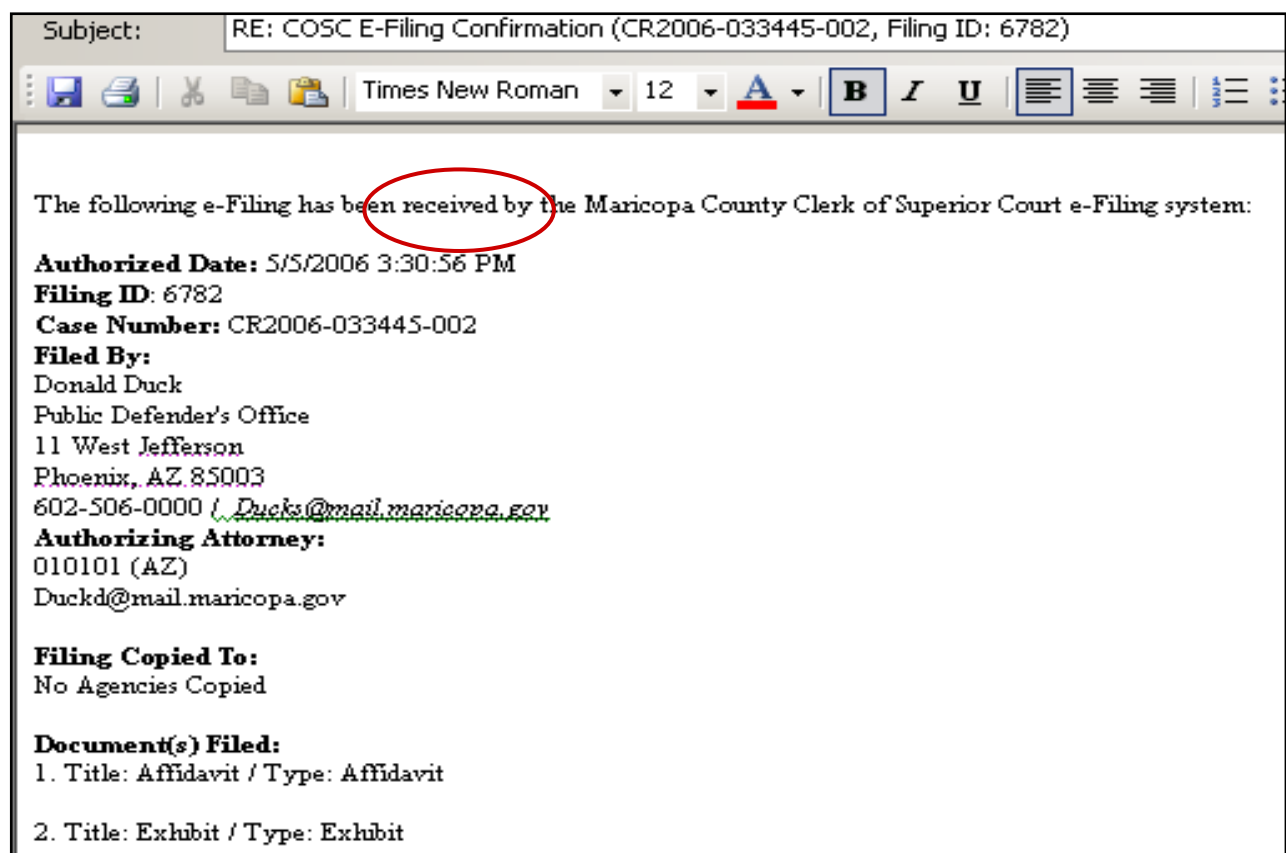 Subject: RE: COSC E-Filing Confirmation (CR2006-033445-002, Filing ID: 6782)
Times New Roman 12 A B I U
The following e-Filing has been received by the Maricopa County Clerk of Superior Court e-Filing system:
Authorized Date: 5/5/2006 3:30:56 PM
Filing ID: 6782
Case Number: CR2006-033445-002
Filed By:
Donald Duck
Public Defender's Office
11 West Jefferson
Phoenix, AZ 85003
602-506-0000 / Ducks@mail.maricopa.gov
Authorizing Attorney:
010101 (AZ)
Duckd@mail.maricopa.gov
Filing Copied To:
No Agencies Copied
Document(s) Filed:
1. Title: Affidavit / Type: Affidavit
2. Title: Exhibit / Type: Exhibit